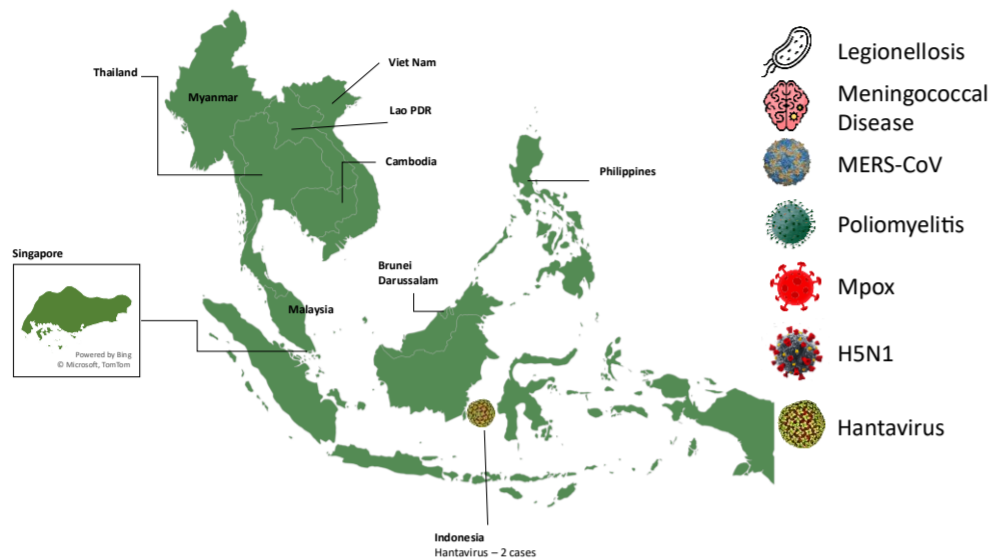 Thailand
Myanmar
Viet Nam
Lao PDR
Cambodia
Philippines
Singapore
Powered by Bing
© Microsoft, TomTom
Brunei
Darussalam
Malaysia
Indonesia
Hantavirus – 2 cases
Legionellosis
Meningococcal
Disease
MERS-CoV
Poliomyelitis
Mpox
H5N1
Hantavirus